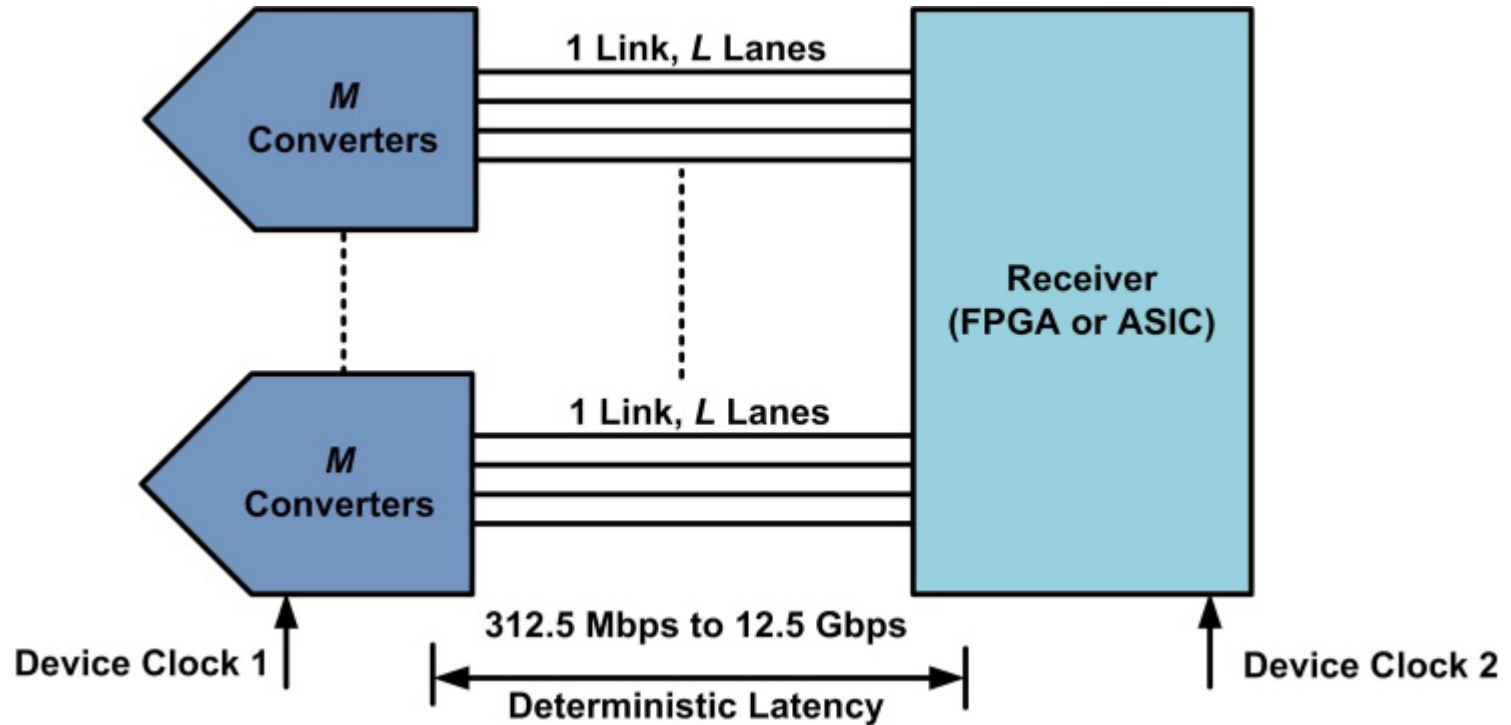 1 Link, L Lanes
M
Converters
Receiver
(FPGA or ASIC)
1 Link, L Lanes
M
Converters
312.5 Mbps to 12.5 Gbps
Device Clock 1
Device Clock 2
Deterministic Latency